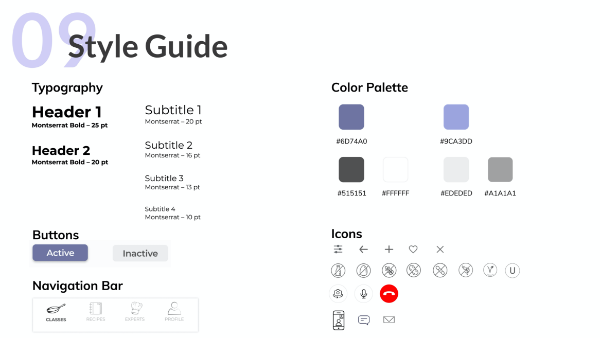 09
Style Guide
Typography
Header 1
Montserrat Bold – 25 pt
Header 2
Montserrat Bold – 20 pt
Subtitle 1
Montserrat – 20 pt
Subtitle 2
Montserrat – 16 pt
Subtitle 3
Montserrat – 13 pt
Subtitle 4
Montserrat – 10 pt
Buttons
Active
Inactive
Navigation Bar
CLASSES
RECIPES
EXPERTS
PROFILE
Color Palette
#6D74A0
#9CA3DD
#515151
#FFFFFF
#EDEDED
#A1A1A1
Icons
U